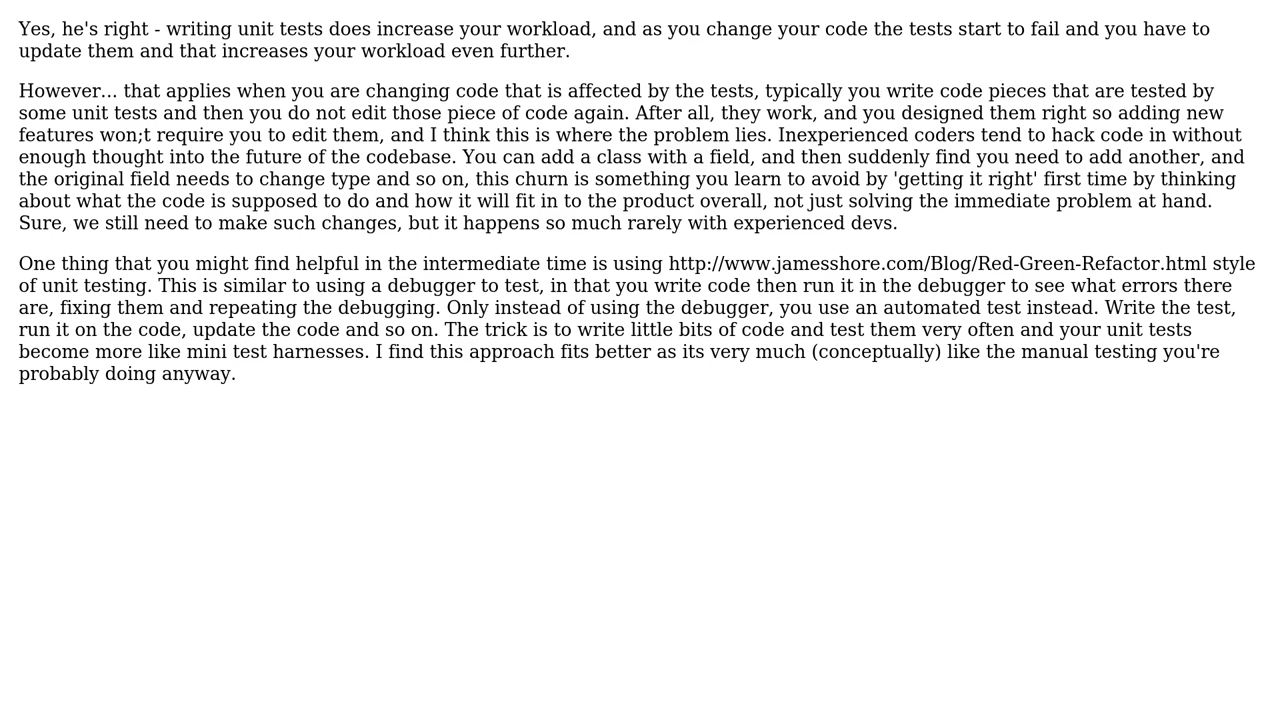 Yes, he's right - writing unit tests does increase your workload, and as you change your code the tests start to fail and you have to
update them and that increases your workload even further.
However... that applies when you are changing code that is affected by the tests, typically you write code pieces that are tested by
some unit tests and then you do not edit those piece of code again. After all, they work, and you designed them right so adding new
features won;t require you to edit them, and I think this is where the problem lies. Inexperienced coders tend to hack code in without
enough thought into the future of the codebase. You can add a class with a field, and then suddenly find you need to add another, and
the original field needs to change type and so on, this churn is something you learn to avoid by 'getting it right' first time by thinking
about what the code is supposed to do and how it will fit in to the product overall, not just solving the immediate problem at hand.
Sure, we still need to make such changes, but it happens so much rarely with experienced devs.
One thing that you might find helpful in the intermediate time is using http://www.jamesshore.com/Blog/Red-Green-Refactor.html style
of unit testing. This is similar to using a debugger to test, in that you write code then run it in the debugger to see what errors there
are, fixing them and repeating the debugging. Only instead of using the debugger, you use an automated test instead. Write the test,
run it on the code, update the code and so on. The trick is to write little bits of code and test them very often and your unit tests
become more like mini test harnesses. I find this approach fits better as its very much (conceptually) like the manual testing you're
probably doing anyway.